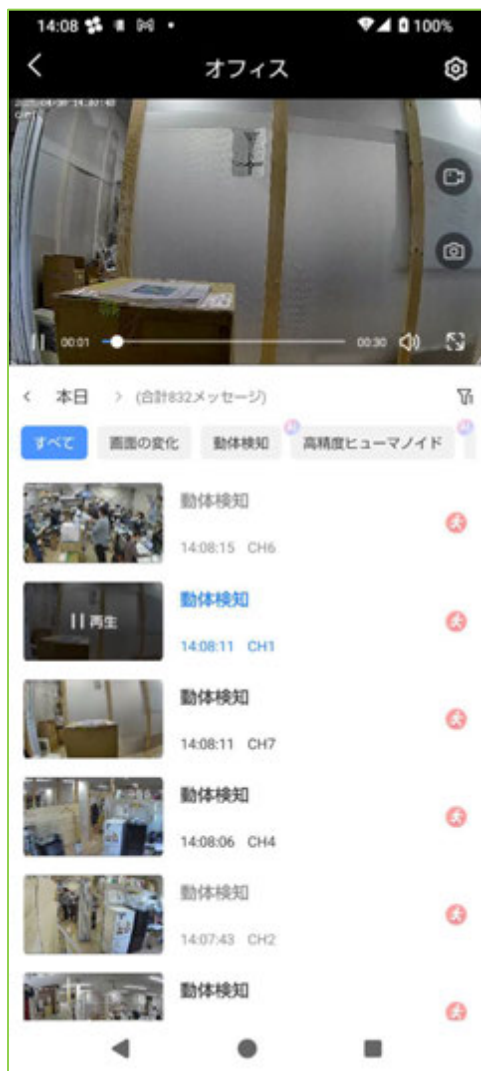 14:08 100%
オフィス
00:01 00:30
本日 (合計832メッセージ)
すべて 画面の変化 動体検知 高精度ヒューマノイド
動体検知
14:08:15 CH6
再生
動体検知
14:08:11 CH1
動体検知
14:08:11 CH7
動体検知
14:08:06 CH4
動体検知
14:07:43 CH2
動体検知